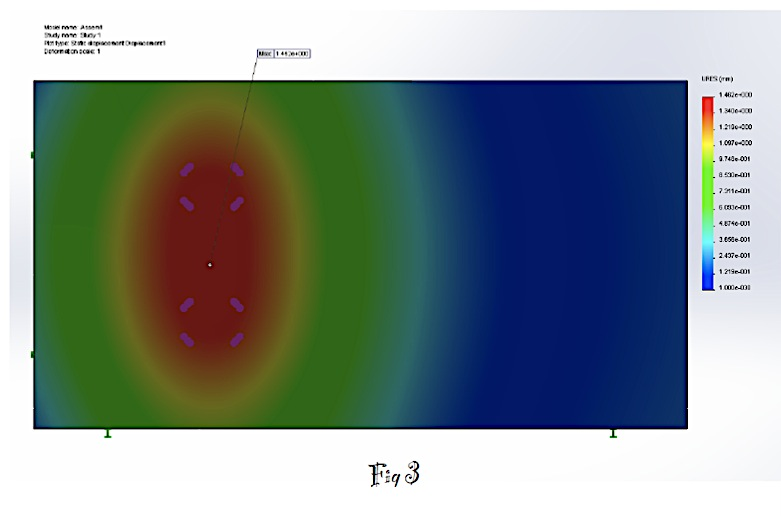 Model name: Assem1
Study name: Study 1
Plot type: Static displacement Displacement1
Deformation scale: 1
Max: 1.462e+000
URES (mm)
1.462e+000
1.340e+000
1.219e+000
1.097e+000
9.748e-001
8.530e-001
7.311e-001
6.093e-001
4.874e-001
3.656e-001
2.437e-001
1.219e-001
1.000e-030
Fig 3